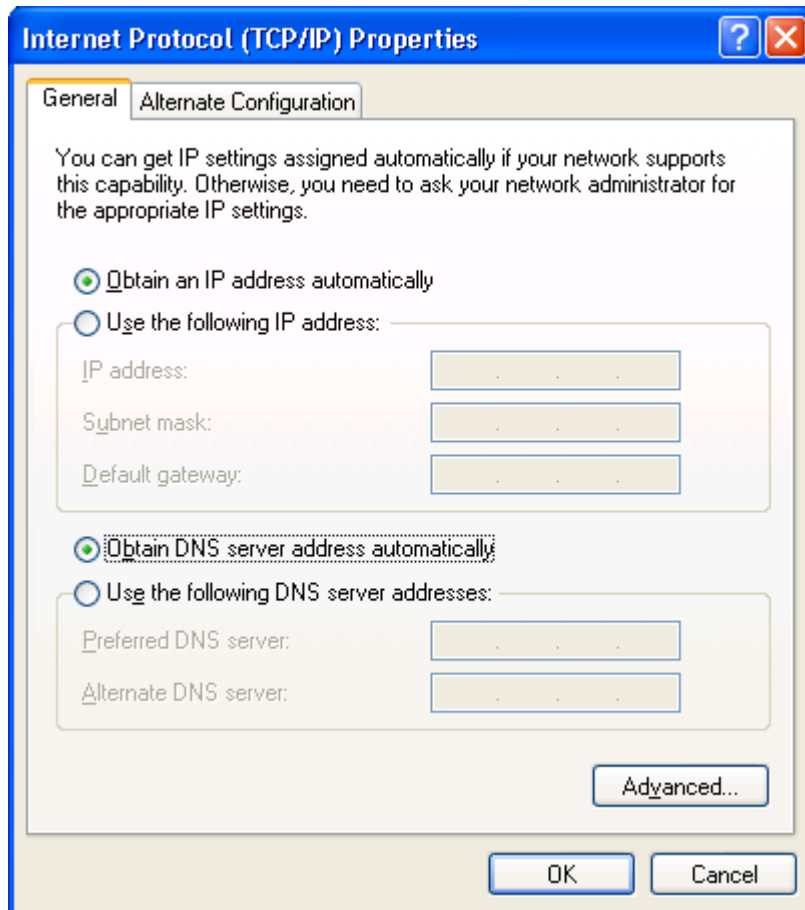 Internet Protocol (TCP/IP) Properties
General
Alternate Configuration
You can get IP settings assigned automatically if your network supports
this capability. Otherwise, you need to ask your network administrator for
the appropriate IP settings.
Obtain an IP address automatically
Use the following IP address:
IP address:
Subnet mask:
Default gateway:
Obtain DNS server address automatically
Use the following DNS server addresses:
Preferred DNS server:
Alternate DNS server:
Advanced...
OK
Cancel